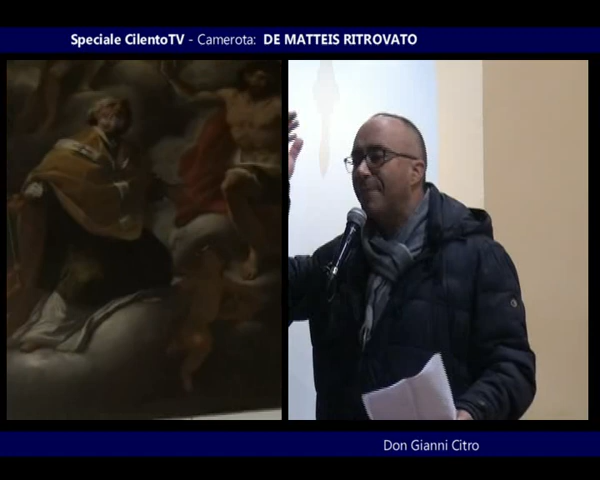 Speciale CilentoTV - Camerota: DE MATTEIS RITROVATO
Don Gianni Citro